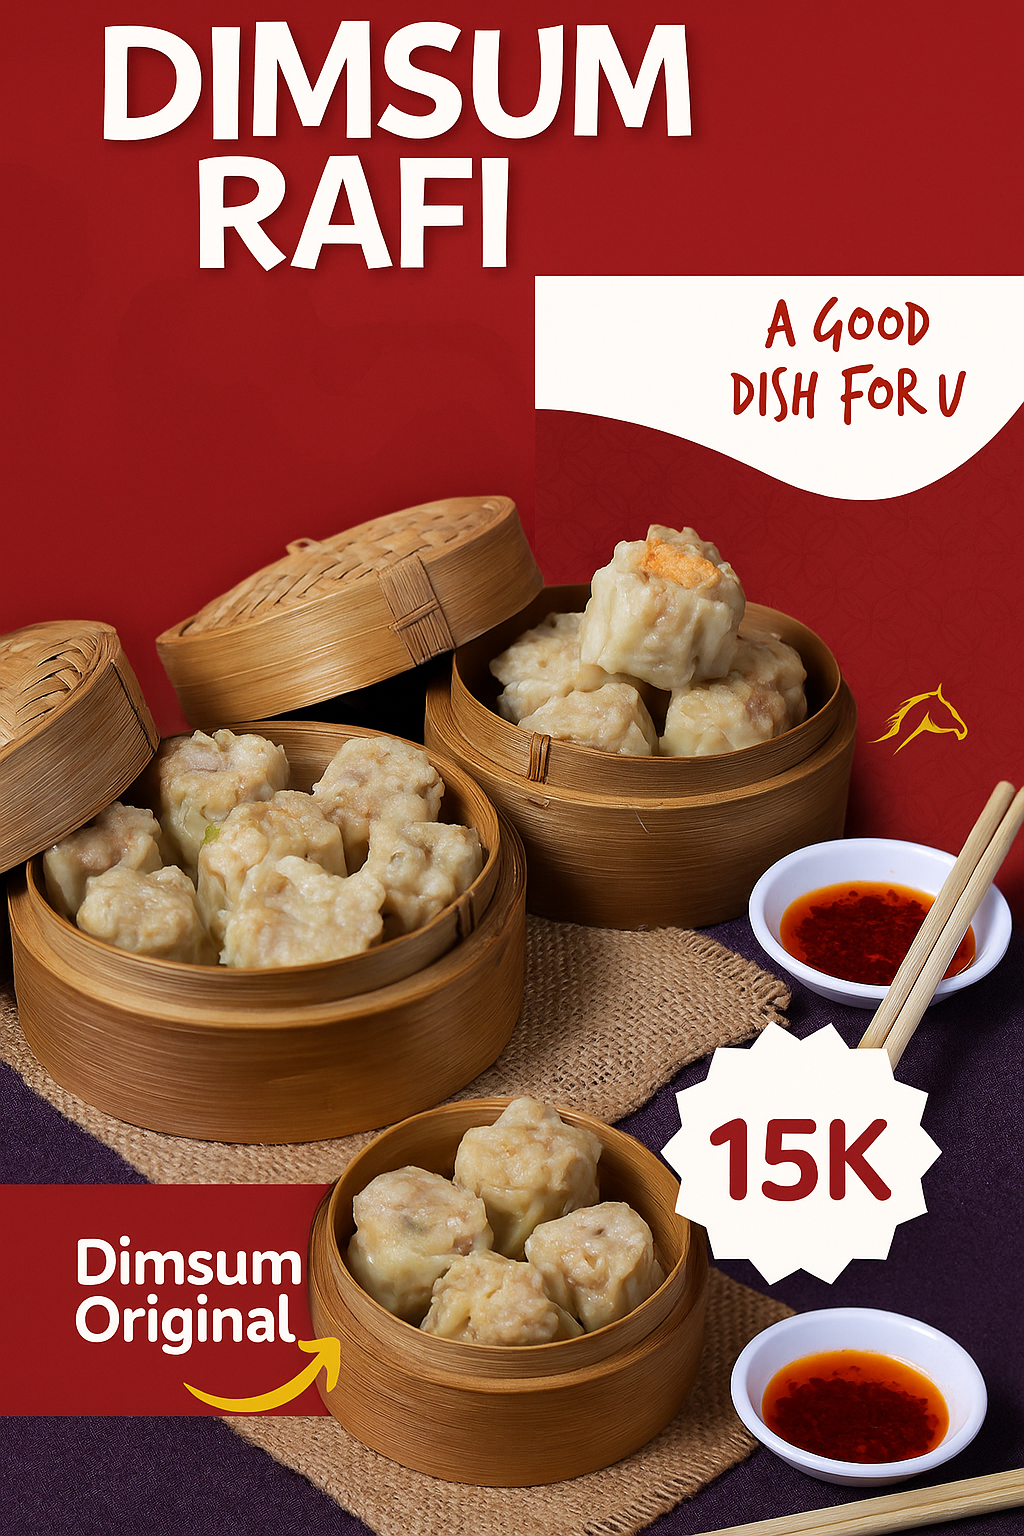 DIMSUM
RAFI
A GOOD
DISH FOR U
15K
Dimsum
Original